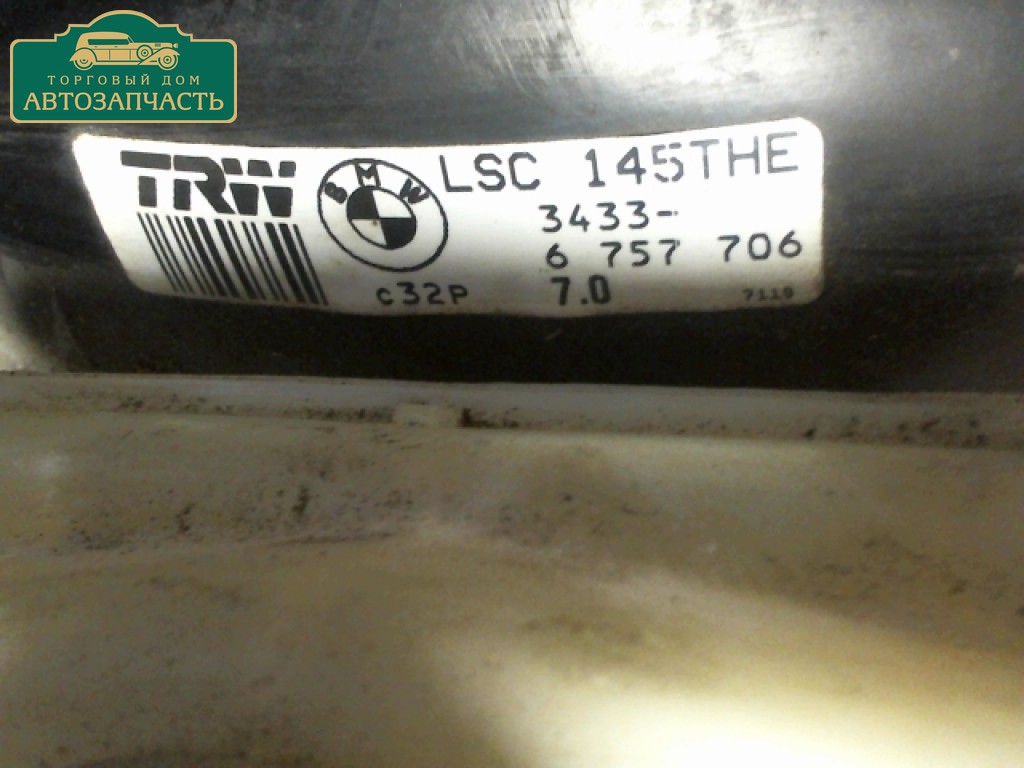 ТОРГОВЫЙ ДОМ
АВТОЗАПЧАСТЬ
TRW
BMW
LSC 145THE
3433-
6 757 706
c32P 7.0 7119